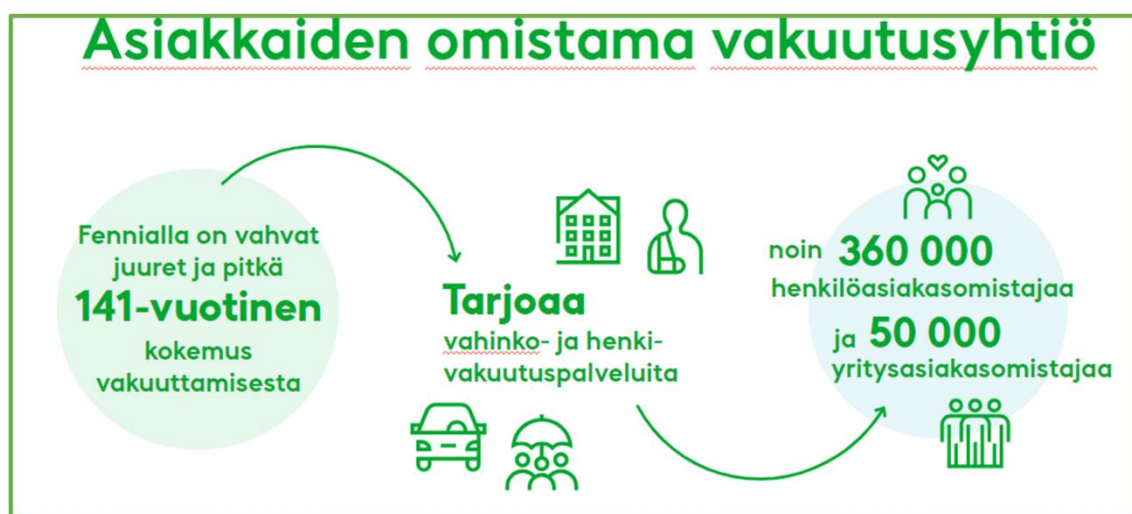 Asiakkaiden omistama vakuutusyhtiö
Fennialla on vahvat
juuret ja pitkä
141-vuotinen
kokemus
vakuuttamisesta
Tarjoaa
vahinko- ja henki-
vakuutuspalveluita
noin 360 000
henkilöasiakasomistajaa
ja 50 000
yritysasiakasomistajaa